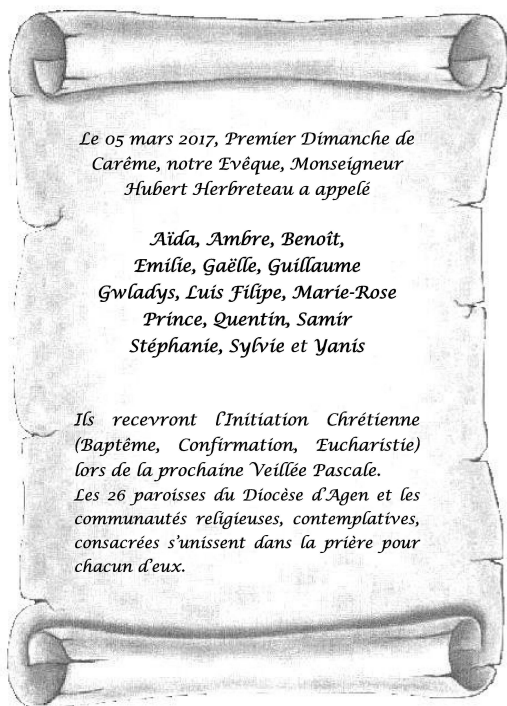 Le 05 mars 2017, Premier Dimanche de
Carême, notre Evêque, Monseigneur
Hubert Herbreteau a appelé
Aïda, Ambre, Benoît,
Emilie, Gaëlle, Guillaume
Gwladys, Luis Filipe, Marie-Rose
Prince, Quentin, Samir
Stéphanie, Sylvie et Yanis
Ils recevront l'Initiation Chrétienne
(Baptême, Confirmation, Eucharistie)
lors de la prochaine Veillée Pascale.
Les 26 paroisses du Diocèse d'Agen et les
communautés religieuses, contemplatives,
consacrées s'unissent dans la prière pour
chacun d'eux.